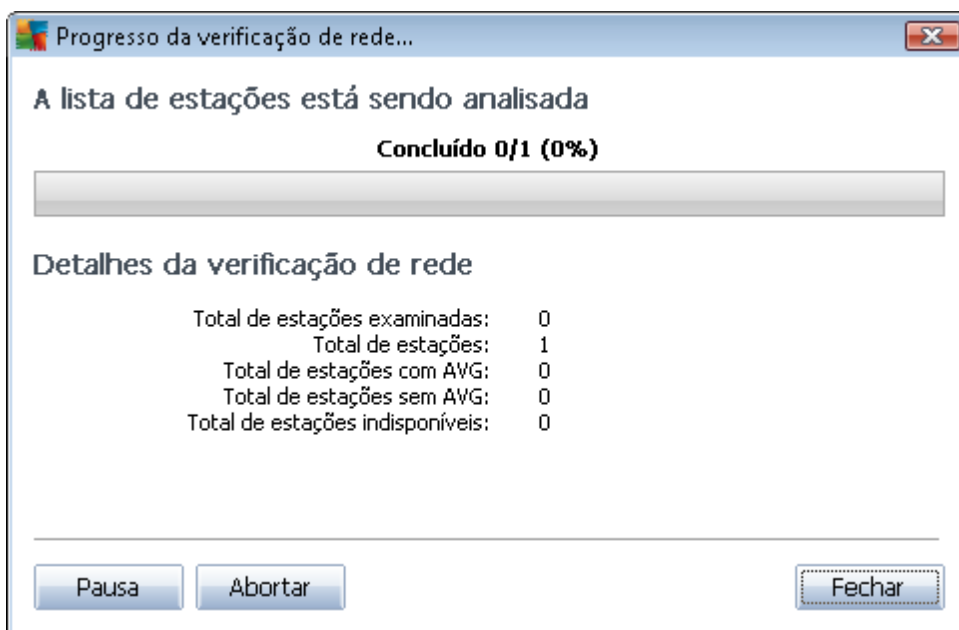 Progresso da verificação de rede...
A lista de estações está sendo analisada
Concluído 0/1 (0%)
Detalhes da verificação de rede
Total de estações examinadas: 0
Total de estações: 1
Total de estações com AVG: 0
Total de estações sem AVG: 0
Total de estações indisponíveis: 0
Pausa Abortar Fechar